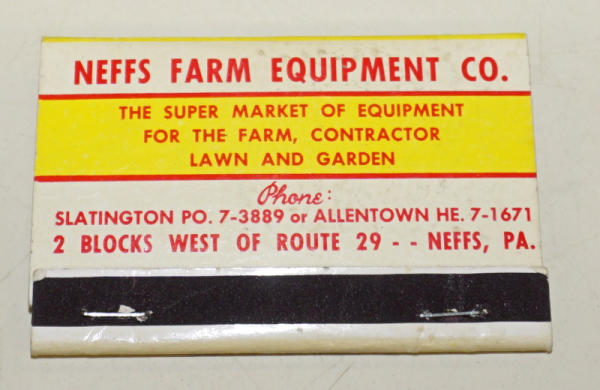 NEFFS FARM EQUIPMENT CO.
THE SUPER MARKET OF EQUIPMENT
FOR THE FARM, CONTRACTOR
LAWN AND GARDEN
Phone:
SLATINGTON PO. 7-3889 or ALLENTOWN HE. 7-1671
2 BLOCKS WEST OF ROUTE 29 - - NEFFS, PA.